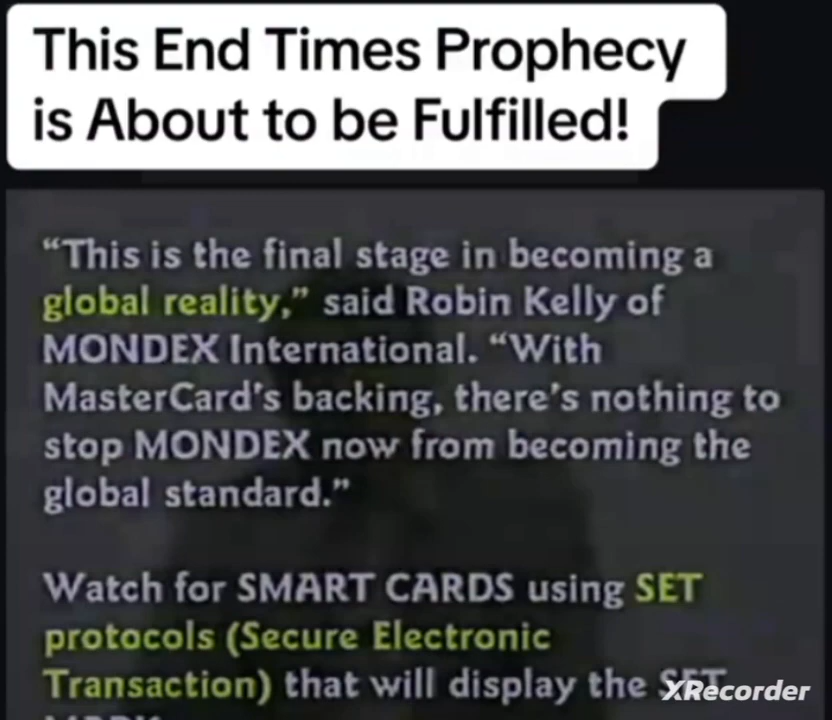 This End Times Prophecy
is About to be Fulfilled!
“This is the final stage in becoming a
global reality,” said Robin Kelly of
MONDEX International. “With
MasterCard's backing, there's nothing to
stop MONDEX now from becoming the
global standard.”
Watch for SMART CARDS using SET
protocols (Secure Electronic
Transaction) that will display the SET
XRecorder